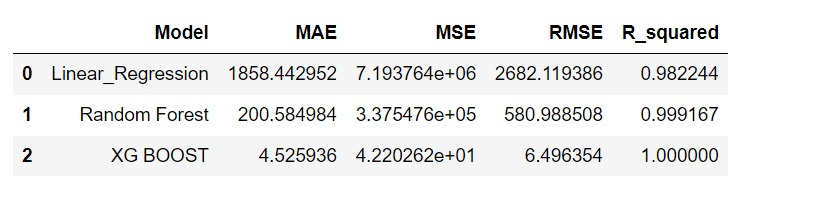 Model MAE MSE RMSE R_squared
0 Linear_Regression 1858.442952 7.193764e+06 2682.119386 0.982244
1 Random Forest 200.584984 3.375476e+05 580.988508 0.999167
2 XG BOOST 4.525936 4.220262e+01 6.496354 1.000000